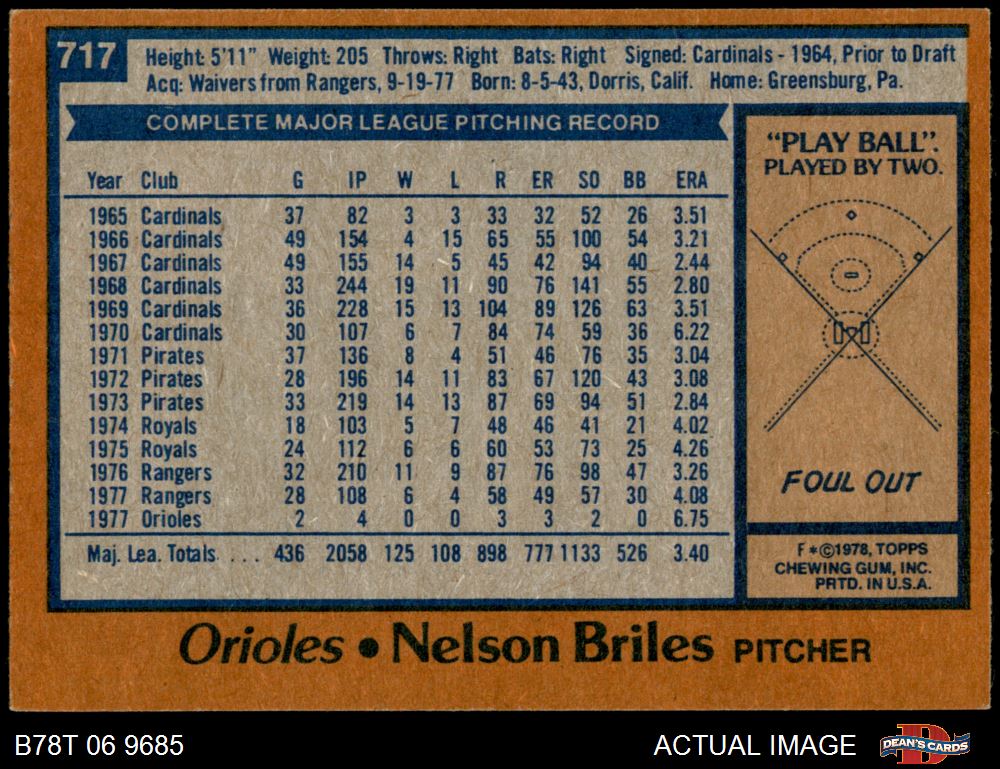 717
Height: 5'11" Weight: 205 Throws: Right Bats: Right Signed: Cardinals - 1964, Prior to Draft
Acq: Waivers from Rangers, 9-19-77 Born: 8-5-43, Dorris, Calif. Home: Greensburg, Pa.
COMPLETE MAJOR LEAGUE PITCHING RECORD
Year Club G IP W L R ER SO BB ERA
1965 Cardinals 37 82 3 3 33 32 52 26 3.51
1966 Cardinals 49 154 4 15 65 55 100 54 3.21
1967 Cardinals 49 155 14 5 45 42 94 40 2.44
1968 Cardinals 33 244 19 11 90 76 141 55 2.80
1969 Cardinals 36 228 15 13 104 89 126 63 3.51
1970 Cardinals 30 107 6 7 84 74 59 36 6.22
1971 Pirates 37 136 8 4 51 46 76 35 3.04
1972 Pirates 28 196 14 11 83 67 120 43 3.08
1973 Pirates 33 219 14 13 87 69 94 51 2.84
1974 Royals 18 103 5 7 48 46 41 21 4.02
1975 Royals 24 112 6 6 60 53 73 25 4.26
1976 Rangers 32 210 11 9 87 76 98 47 3.26
1977 Rangers 28 108 6 4 58 49 57 30 4.08
1977 Orioles 2 4 0 0 3 3 2 0 6.75
Maj. Lea. Totals. . . . 436 2058 125 108 898 777 1133 526 3.40
"PLAY BALL".
PLAYED BY TWO.
FOUL OUT
F*©1978, TOPPS
CHEWING GUM, INC.
PRTD. IN U.S.A.
Orioles • Nelson Briles PITCHER
B78T 06 9685
ACTUAL IMAGE
D
DEAN'S CARDS